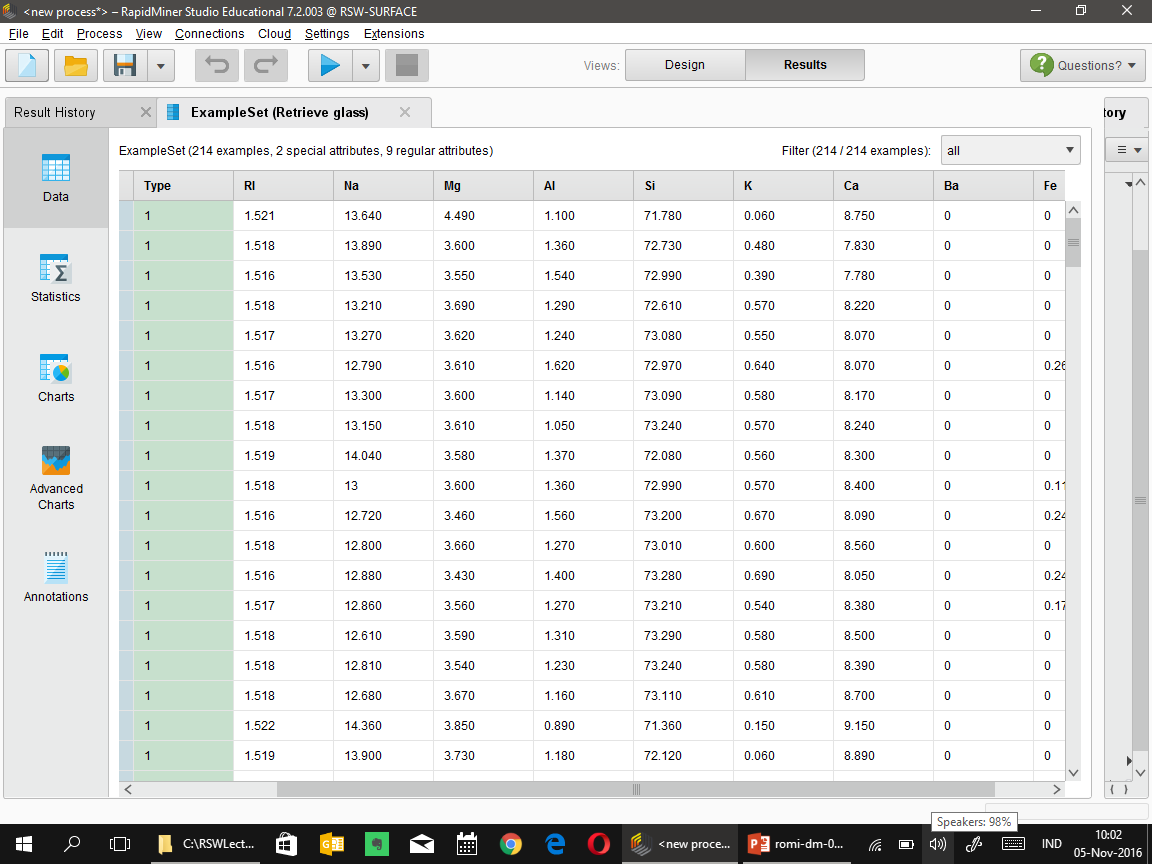 <new process*> – RapidMiner Studio Educational 7.2.003 @ RSW-SURFACE
File Edit Process View Connections Cloud Settings Extensions
Views: Design Results Questions?
Result History ExampleSet (Retrieve glass) tory
ExampleSet (214 examples, 2 special attributes, 9 regular attributes) Filter (214 / 214 examples): all
Data
Statistics
Charts
Advanced
Charts
Annotations
Type RI Na Mg Al Si K Ca Ba Fe
1 1.521 13.640 4.490 1.100 71.780 0.060 8.750 0 0
1 1.518 13.890 3.600 1.360 72.730 0.480 7.830 0 0
1 1.516 13.530 3.550 1.540 72.990 0.390 7.780 0 0
1 1.518 13.210 3.690 1.290 72.610 0.570 8.220 0 0
1 1.517 13.270 3.620 1.240 73.080 0.550 8.070 0 0
1 1.516 12.790 3.610 1.620 72.970 0.640 8.070 0 0.26
1 1.517 13.300 3.600 1.140 73.090 0.580 8.170 0 0
1 1.518 13.150 3.610 1.050 73.240 0.570 8.240 0 0
1 1.519 14.040 3.580 1.370 72.080 0.560 8.300 0 0
1 1.518 13 3.600 1.360 72.990 0.570 8.400 0 0.11
1 1.516 12.720 3.460 1.560 73.200 0.670 8.090 0 0.24
1 1.518 12.800 3.660 1.270 73.010 0.600 8.560 0 0
1 1.516 12.880 3.430 1.400 73.280 0.690 8.050 0 0.24
1 1.517 12.860 3.560 1.270 73.210 0.540 8.380 0 0.17
1 1.518 12.610 3.590 1.310 73.290 0.580 8.500 0 0
1 1.518 12.810 3.540 1.230 73.240 0.580 8.390 0 0
1 1.518 12.680 3.670 1.160 73.110 0.610 8.700 0 0
1 1.522 14.360 3.850 0.890 71.360 0.150 9.150 0 0
1 1.519 13.900 3.730 1.180 72.120 0.060 8.890 0 0
Speakers: 98%
C:\RSWLect... <new proce... romi-dm-0... IND 10:02
05-Nov-2016